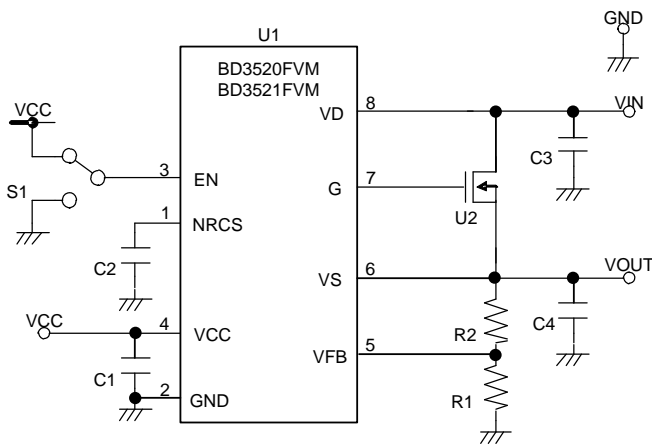 GND
U1
BD3520FVM
BD3521FVM
VCC
VD
8
VIN
C3
3
EN
G
7
S1
U2
1
NRCS
C2
VS
6
VOUT
VCC
4
VCC
R2
C4
VFB
5
C1
2
GND
R1